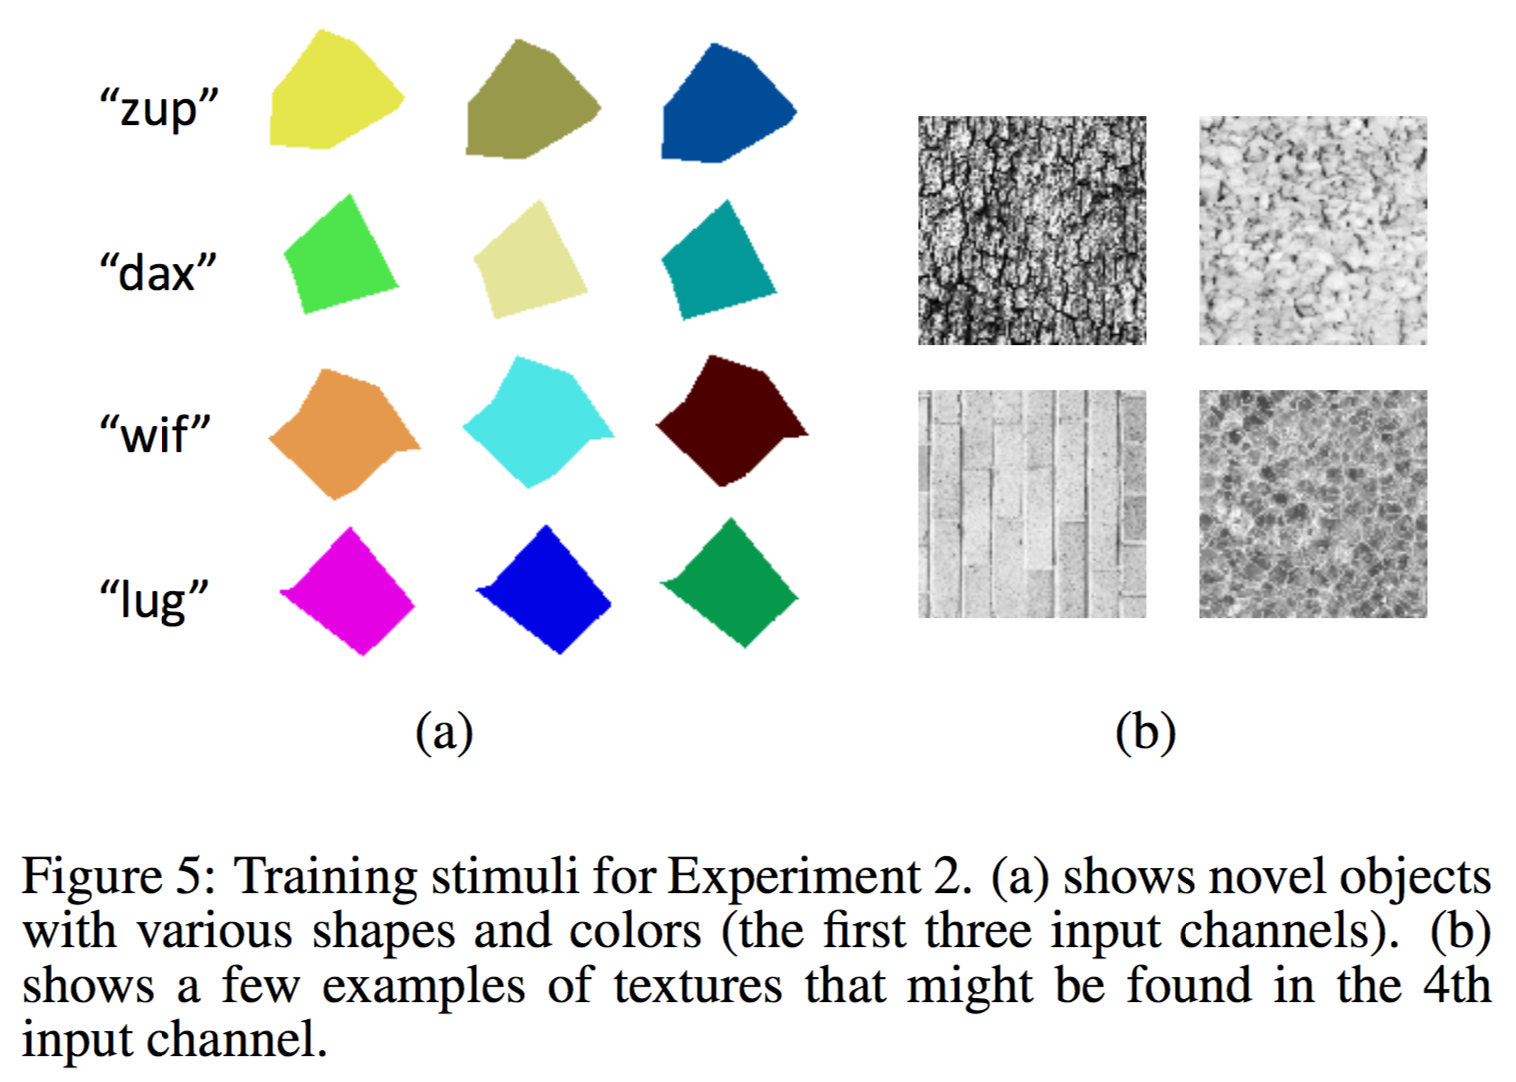 “zup”
“dax”
“wif”
“lug”
(a)
(b)
Figure 5: Training stimuli for Experiment 2. (a) shows novel objects
with various shapes and colors (the first three input channels). (b)
shows a few examples of textures that might be found in the 4th
input channel.